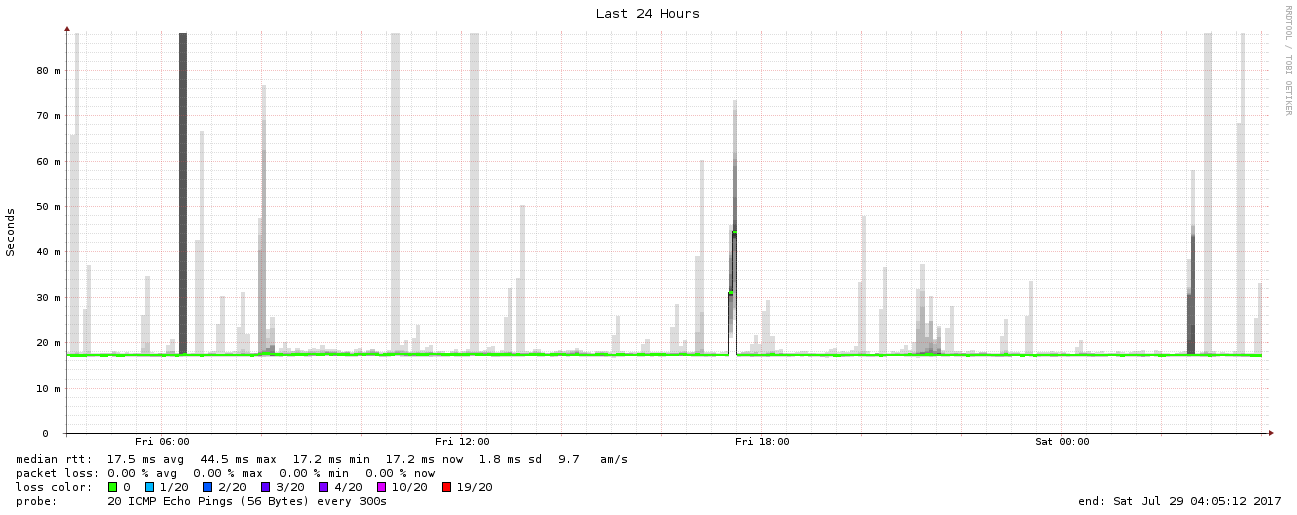 Last 24 Hours
RRDTOOL / TOBI OETIKER
Seconds
80 m
70 m
60 m
50 m
40 m
30 m
20 m
10 m
0
Fri 06:00 Fri 12:00 Fri 18:00 Sat 00:00
median rtt: 17.5 ms avg 44.5 ms max 17.2 ms min 17.2 ms now 1.8 ms sd 9.7 am/s
packet loss: 0.00 % avg 0.00 % max 0.00 % min 0.00 % now
loss color: 0 1/20 2/20 3/20 4/20 10/20 19/20
probe: 20 ICMP Echo Pings (56 Bytes) every 300s end: Sat Jul 29 04:05:12 2017